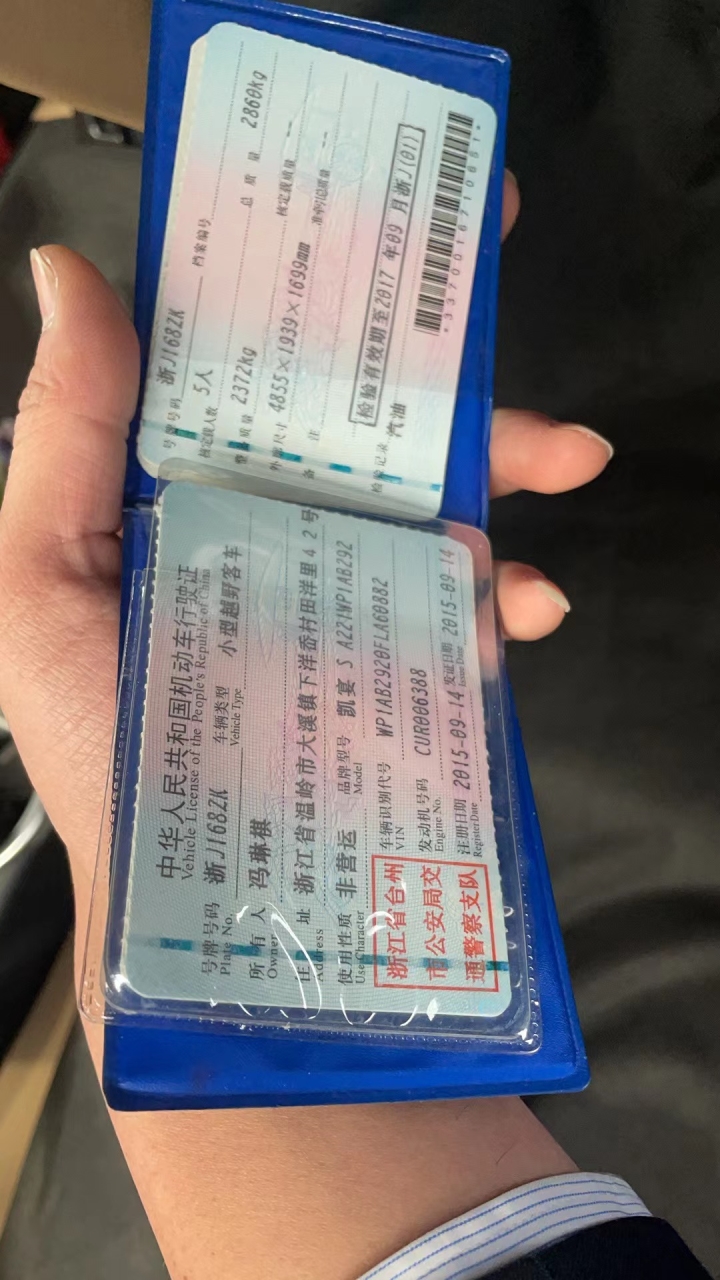 中华人民共和国机动车行驶证
Vehicle License of the People's Republic of China
号牌号码 浙J1682K 车辆类型 小型越野客车
Plate No. Vehicle Type
所有人 冯琳棋
Owner
住址 浙江省温岭市大溪镇下洋岙村田洋里42号
Address
使用性质 非营运 品牌型号 凯宴 S A221WP1AB292
Use Character Model
浙江省台州
市公安局交
通警察支队
车辆识别代号 WP1AB2920FLA60882
VIN
发动机号码 CUR006388
Engine No.
注册日期 2015-09-14 发证日期 2015-09-14
Register Date Issue Date
号牌号码 浙J1682K 档案编号
核定载人数 5人 总质量 2860kg
整备质量 2372kg 核定载质量 --
外廓尺寸 4855×1939×1699mm 准牵引总质量 --
备注
检验有效期至2017年09月浙J(01)
检验记录 汽油
*3370016710651*